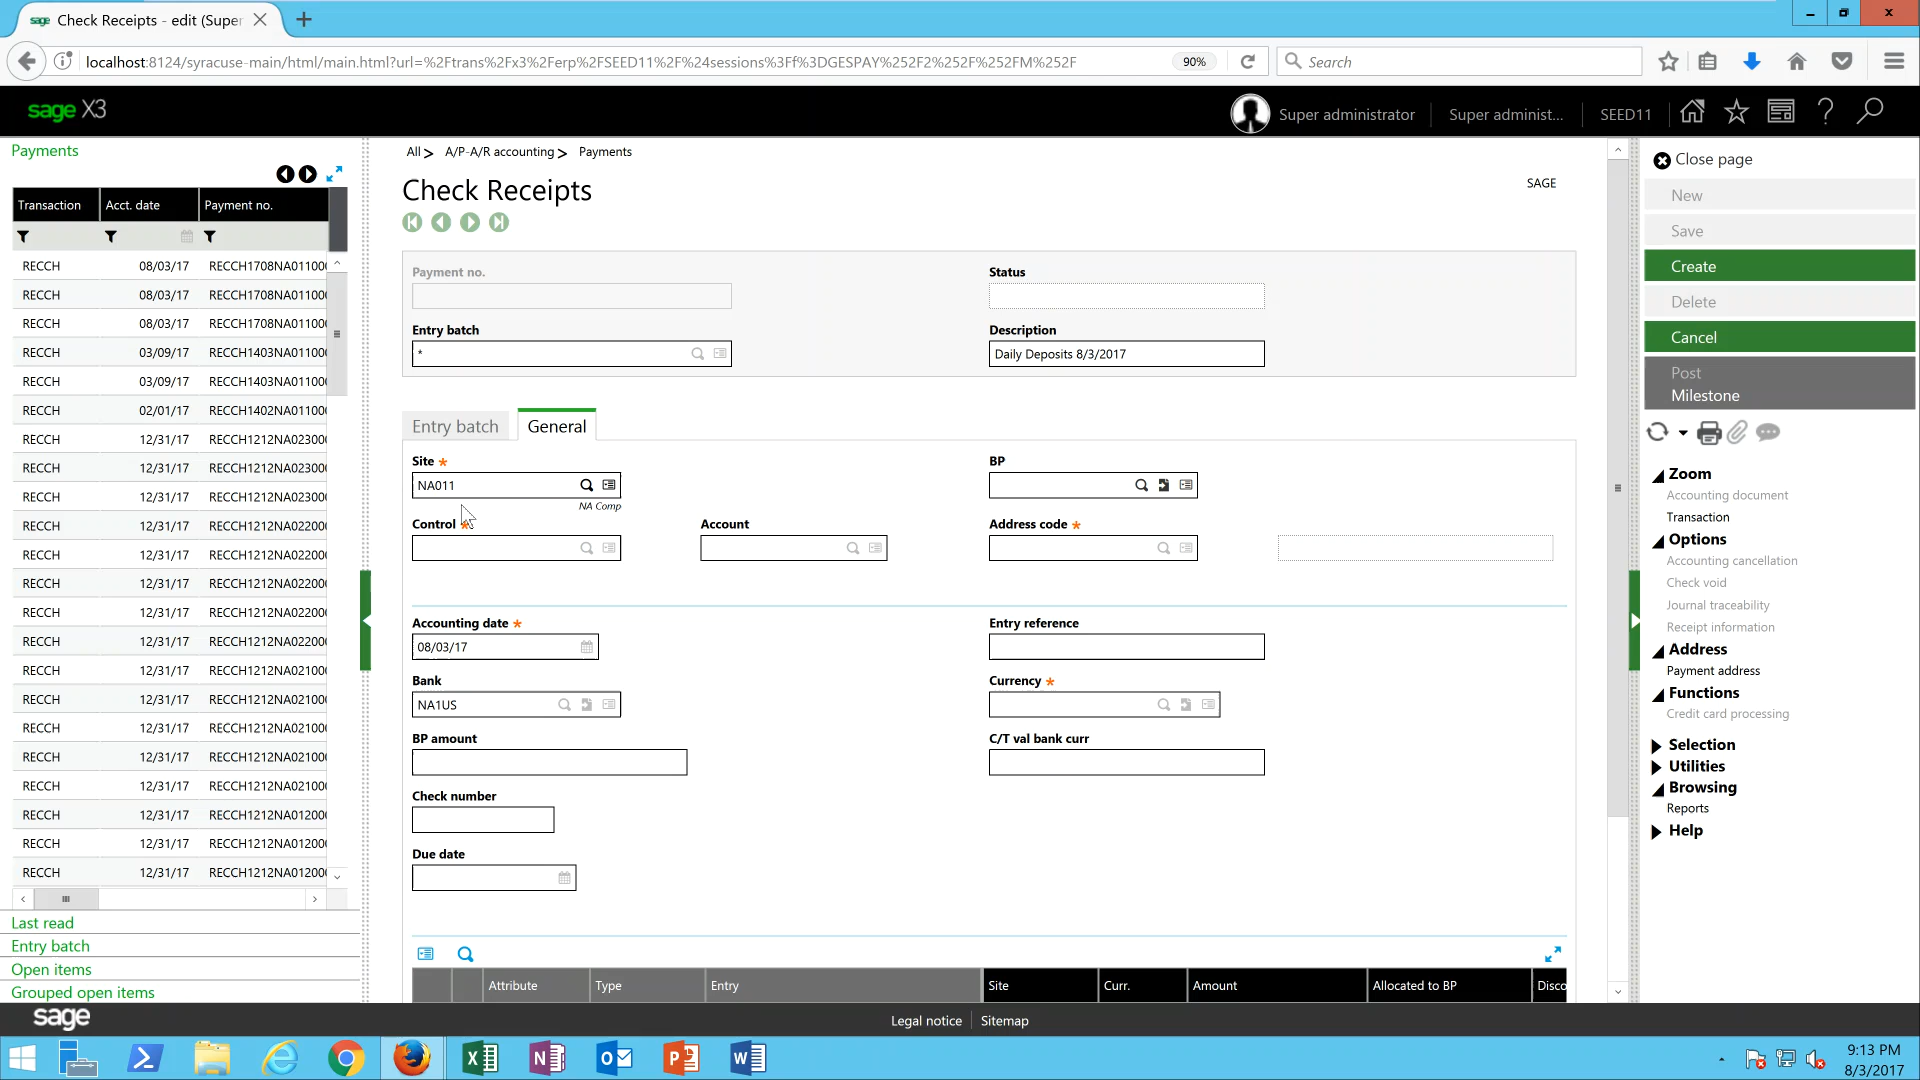 sage Check Receipts - edit (Super
localhost:8124/syracuse-main/html/main.html?url=%2Ftrans%2Fx3%2Ferp%2FSEED11%2F%24sessions%3Ff%3DGESPAY%252F2%252F%252FM%252F
90%
Search
sage X3
Super administrator
Super administ...
SEED11
Payments
Transaction Acct. date Payment no.
RECCH 08/03/17 RECCH1708NA01100
RECCH 08/03/17 RECCH1708NA01100
RECCH 08/03/17 RECCH1708NA01100
RECCH 03/09/17 RECCH1403NA01100
RECCH 03/09/17 RECCH1403NA01100
RECCH 02/01/17 RECCH1402NA01100
RECCH 12/31/17 RECCH1212NA02300
RECCH 12/31/17 RECCH1212NA02300
RECCH 12/31/17 RECCH1212NA02300
RECCH 12/31/17 RECCH1212NA02200
RECCH 12/31/17 RECCH1212NA02200
RECCH 12/31/17 RECCH1212NA02200
RECCH 12/31/17 RECCH1212NA02200
RECCH 12/31/17 RECCH1212NA02200
RECCH 12/31/17 RECCH1212NA02100
RECCH 12/31/17 RECCH1212NA02100
RECCH 12/31/17 RECCH1212NA02100
RECCH 12/31/17 RECCH1212NA02100
RECCH 12/31/17 RECCH1212NA02100
RECCH 12/31/17 RECCH1212NA01200
RECCH 12/31/17 RECCH1212NA01200
RECCH 12/31/17 RECCH1212NA01200
Last read
Entry batch
Open items
Grouped open items
All > A/P-A/R accounting > Payments
Check Receipts
SAGE
Payment no.
Status
Entry batch
*
Description
Daily Deposits 8/3/2017
Entry batch
General
Site *
NA011
NA Comp
BP
Control *
Account
Address code *
Accounting date *
08/03/17
Entry reference
Bank
NA1US
Currency *
BP amount
C/T val bank curr
Check number
Due date
Attribute Type Entry Site Curr. Amount Allocated to BP Disco
Close page
New
Save
Create
Delete
Cancel
Post
Milestone
Zoom
Accounting document
Transaction
Options
Accounting cancellation
Check void
Journal traceability
Receipt information
Address
Payment address
Functions
Credit card processing
Selection
Utilities
Browsing
Reports
Help
sage
Legal notice
Sitemap
9:13 PM
8/3/2017